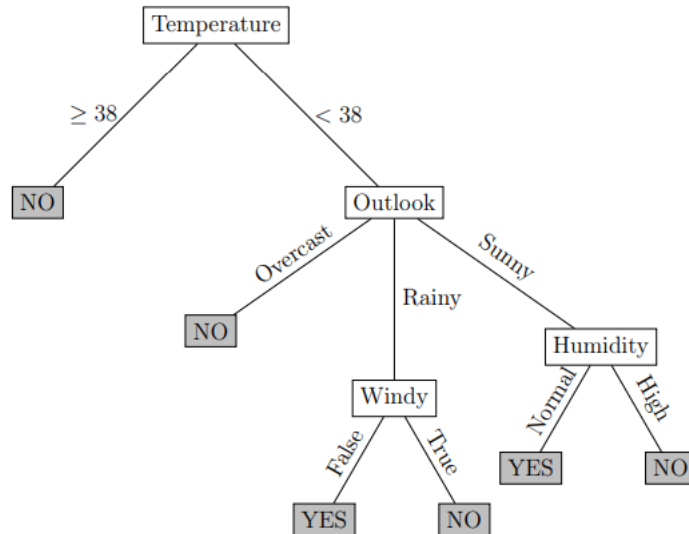 Temperature
≥ 38
< 38
NO
Outlook
Overcast
Rainy
Sunny
NO
Humidity
Windy
Normal
High
False
True
YES
NO
YES
NO